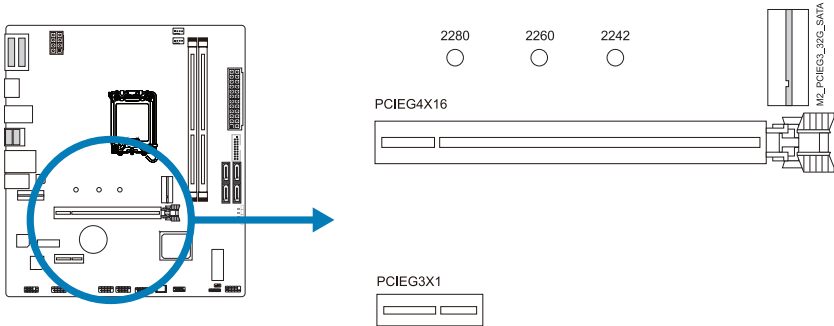 2280 2260 2242
M2_PCIEG3_32G_SATA
PCIEG4X16
PCIEG3X1